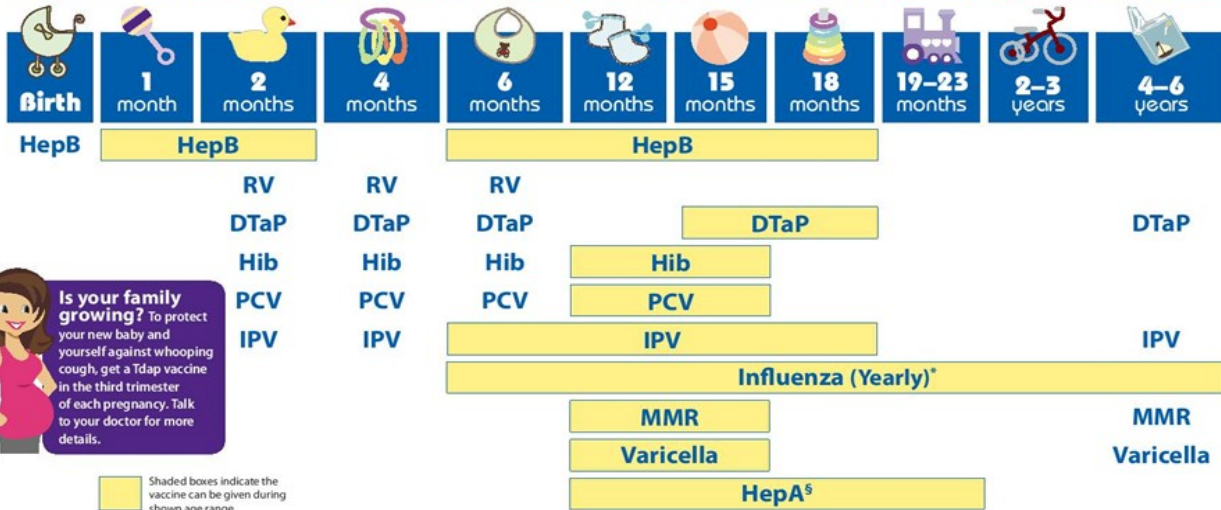 Birth
1 month
2 months
4 months
6 months
12 months
15 months
18 months
19–23 months
2–3 years
4–6 years
HepB HepB HepB
RV RV RV
DTaP DTaP DTaP DTaP DTaP
Hib Hib Hib Hib
PCV PCV PCV PCV
IPV IPV IPV IPV
Influenza (Yearly)*
MMR MMR
Varicella Varicella
HepA§
Is your family
growing? To protect
your new baby and
yourself against whooping
cough, get a Tdap vaccine
in the third trimester
of each pregnancy. Talk
to your doctor for more
details.
Shaded boxes indicate the
vaccine can be given during
shown age range.